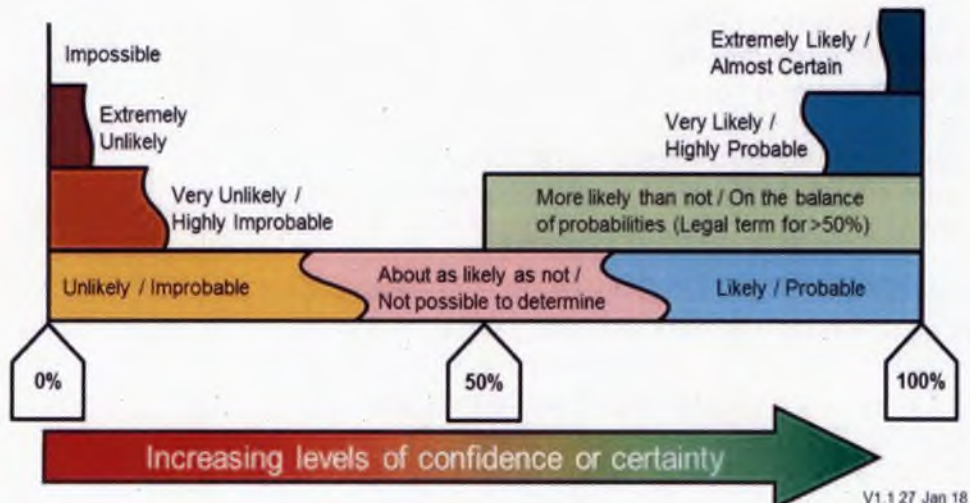 Impossible
Extremely Likely /
Almost Certain
Extremely
Unlikely
Very Likely /
Highly Probable
Very Unlikely /
Highly Improbable
More likely than not / On the balance
of probabilities (Legal term for >50%)
Unlikely / Improbable
About as likely as not /
Not possible to determine
Likely / Probable
0%
50%
100%
Increasing levels of confidence or certainty
V1.1 27 Jan 18